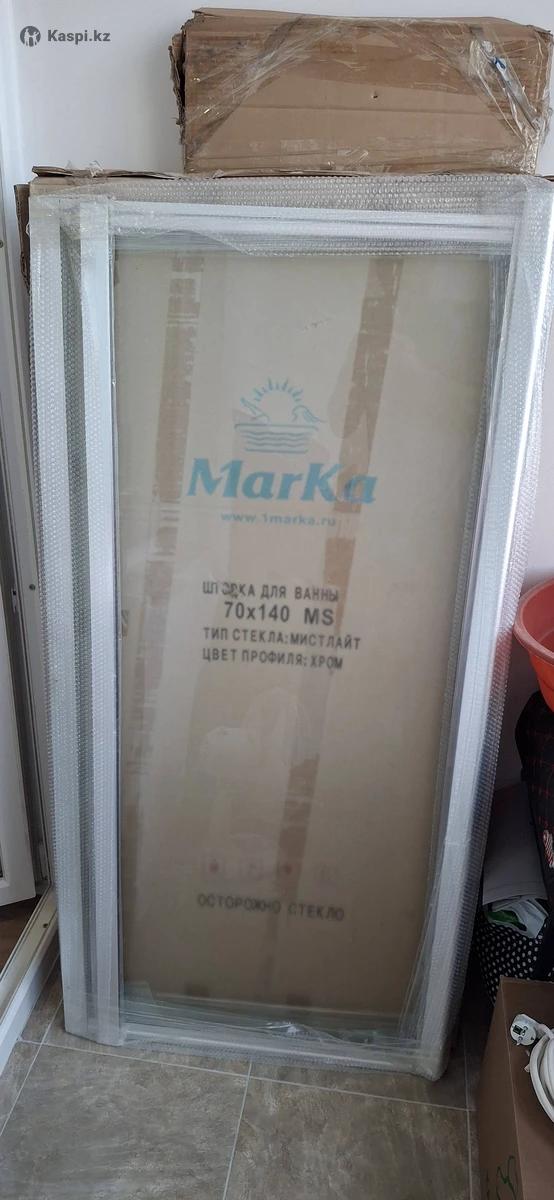 Kaspi.kz
MarKa
www.1marka.ru
ШТОРКА ДЛЯ ВАННЫ
70x140 MS
ТИП СТЕКЛА:МИСТЛАЙТ
ЦВЕТ ПРОФИЛЯ: ХРОМ
ОСТОРОЖНО СТЕКЛО